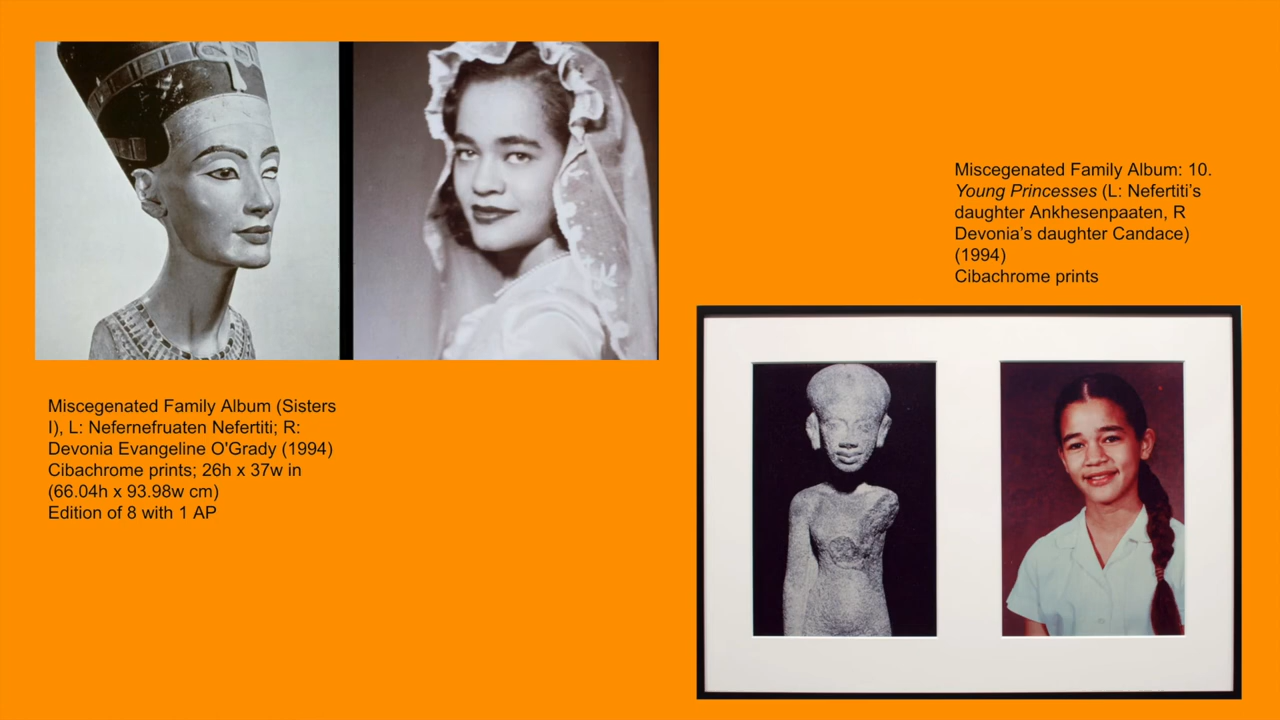 Miscegenated Family Album: 10.
Young Princesses (L: Nefertiti’s
daughter Ankhesenpaaten, R
Devonia’s daughter Candace)
(1994)
Cibachrome prints
Miscegenated Family Album (Sisters
I), L: Nefernefruaten Nefertiti; R:
Devonia Evangeline O'Grady (1994)
Cibachrome prints; 26h x 37w in
(66.04h x 93.98w cm)
Edition of 8 with 1 AP